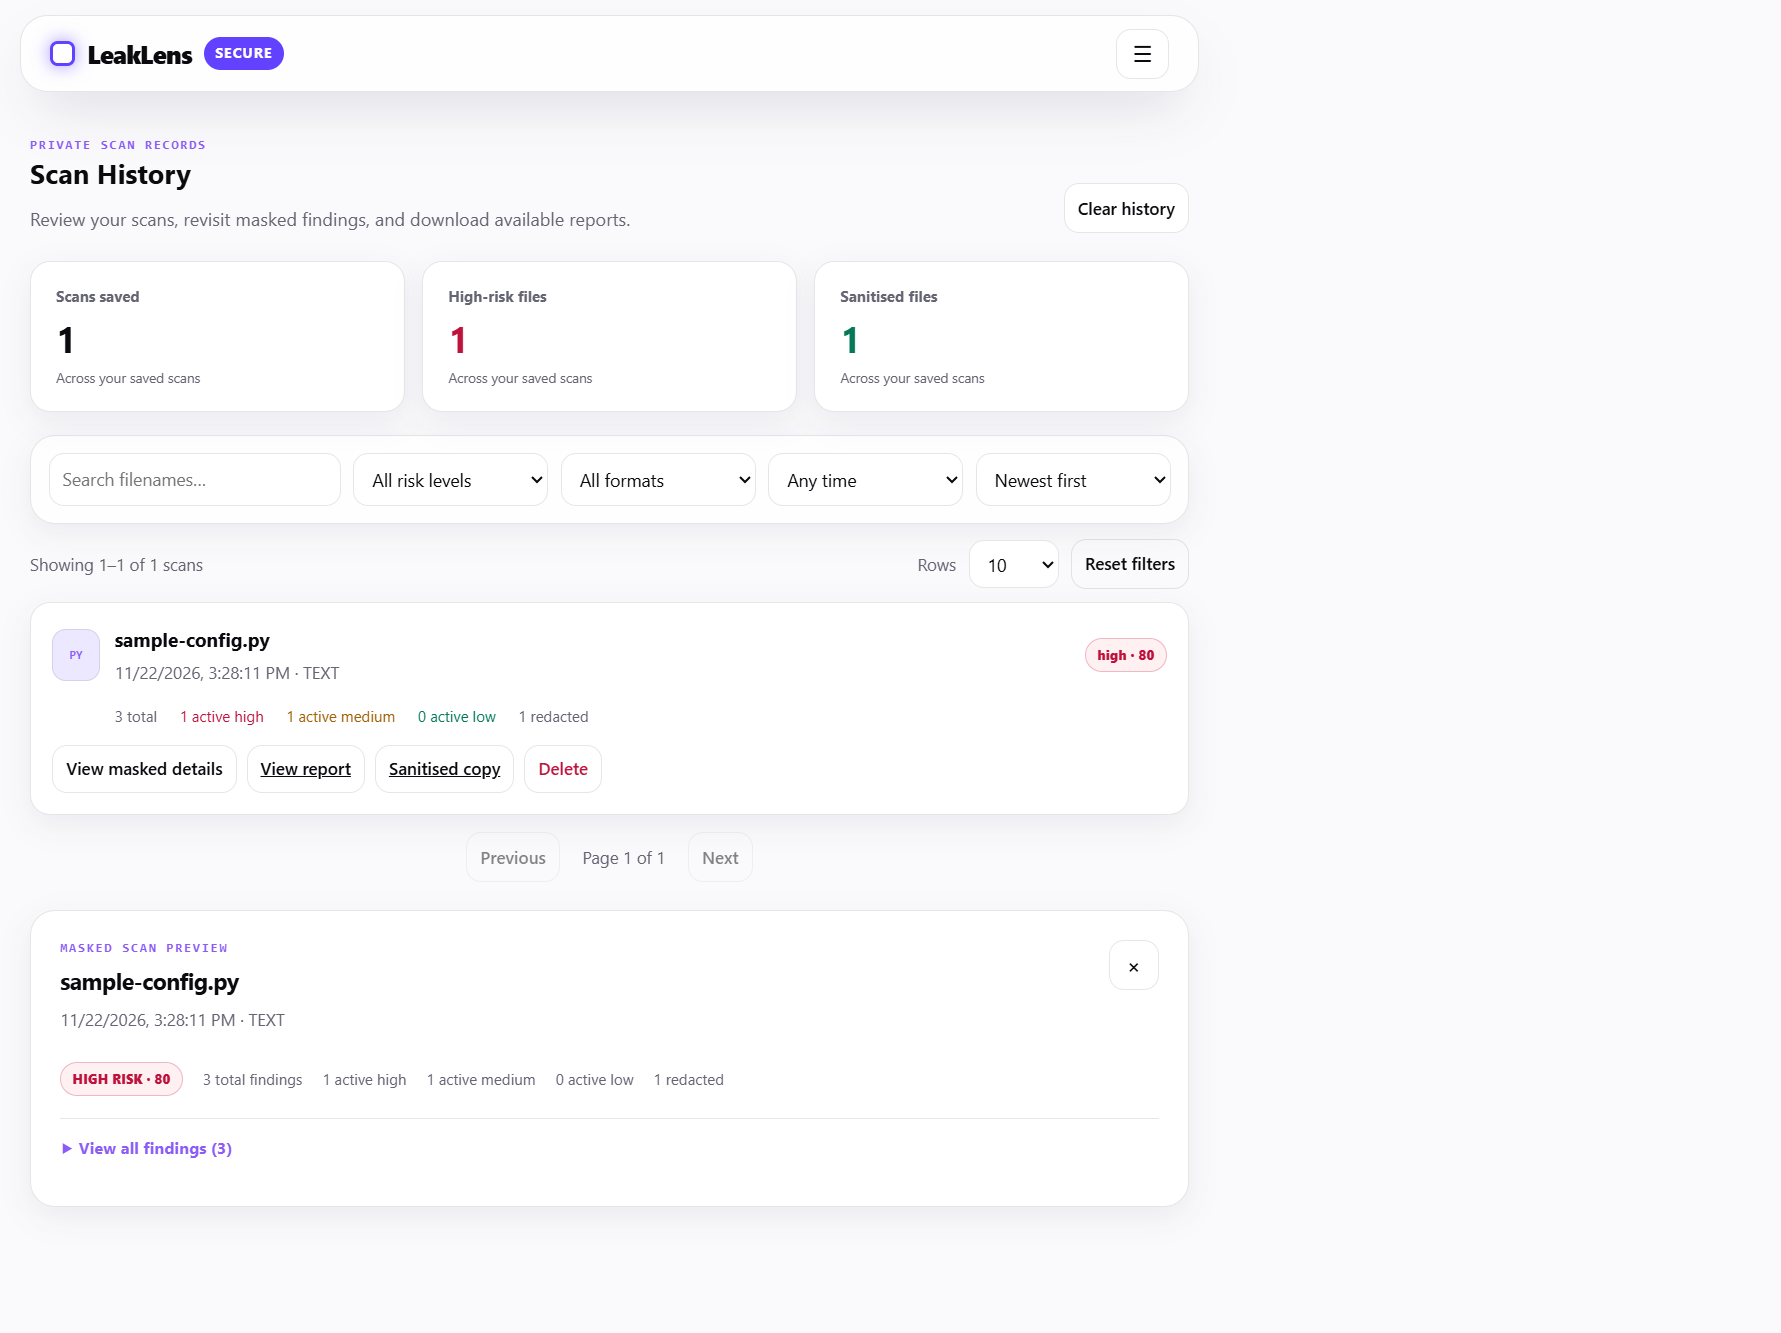 LeakLens SECURE ☰
PRIVATE SCAN RECORDS
Scan History
Review your scans, revisit masked findings, and download available reports.
Clear history
Scans saved
1
Across your saved scans
High-risk files
1
Across your saved scans
Sanitised files
1
Across your saved scans
Search filenames... All risk levels All formats Any time Newest first
Showing 1–1 of 1 scans Rows 10 Reset filters
PY
sample-config.py
11/22/2026, 3:28:11 PM · TEXT
high · 80
3 total 1 active high 1 active medium 0 active low 1 redacted
View masked details View report Sanitised copy Delete
Previous Page 1 of 1 Next
MASKED SCAN PREVIEW
sample-config.py
11/22/2026, 3:28:11 PM · TEXT
×
HIGH RISK · 80 3 total findings 1 active high 1 active medium 0 active low 1 redacted
▶ View all findings (3)